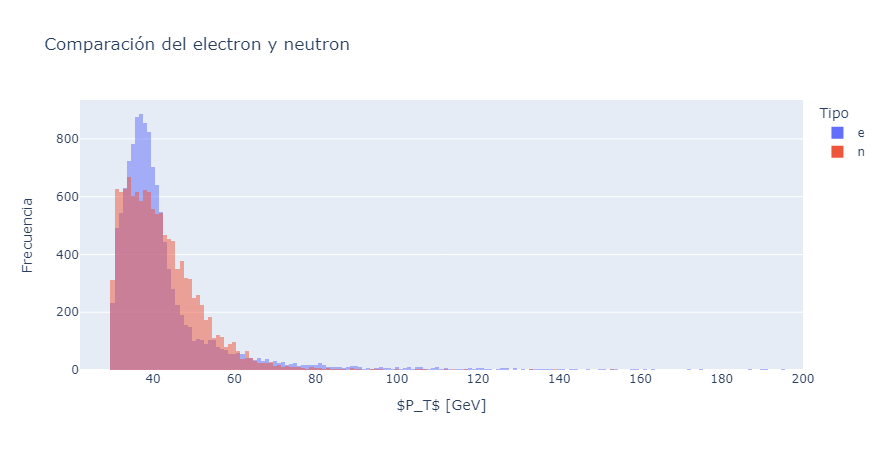 Comparación del electron y neutron
Tipo
e
n
800
600
400
200
0
Frecuencia
40 60 80 100 120 140 160 180 200
$P_T$ [GeV]